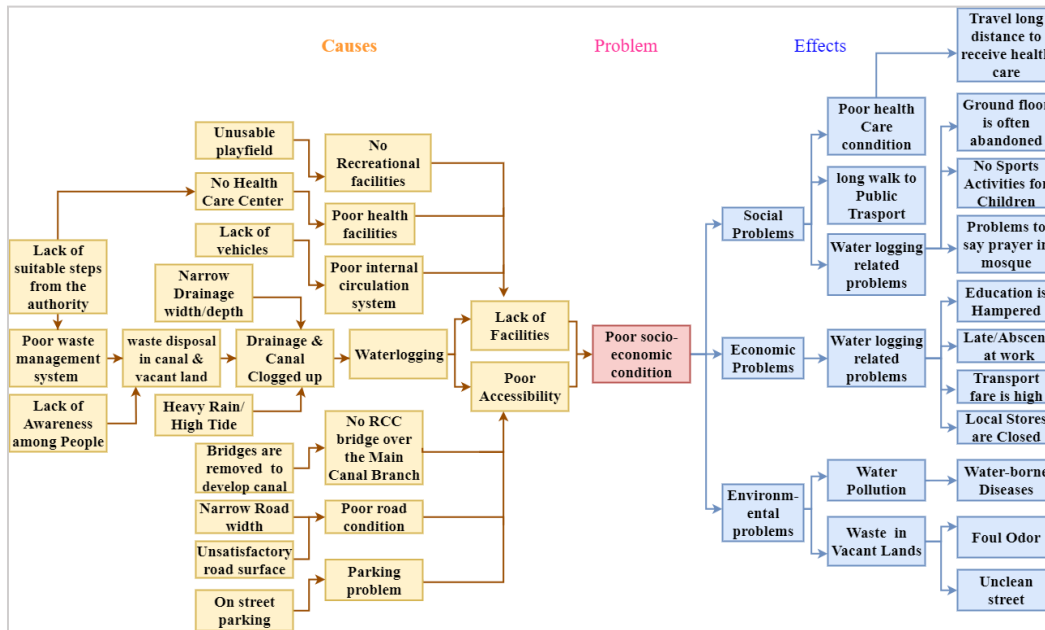 Causes
Problem
Effects
Unusable
playfield
No Health
Care Center
Lack of
vehicles
Lack of
suitable steps
from the
authority
Narrow
Drainage
width/depth
Poor waste
management
system
waste disposal
in canal &
vacant land
Drainage &
Canal
Clogged up
Waterlogging
Lack of
Awareness
among People
Heavy Rain/
High Tide
Bridges are
removed to
develop canal
Narrow Road
width
Unsatisfactory
road surface
On street
parking
No
Recreational
facilities
Poor health
facilities
Poor internal
circulation
system
No RCC
bridge over
the Main
Canal Branch
Poor road
condition
Parking
problem
Lack of
Facilities
Poor
Accessibility
Poor socio-
economic
condition
Social
Problems
Economic
Problems
Environm-
ental
problems
Poor health
Care
conndition
long walk to
Public
Trasport
Water logging
related
problems
Water logging
related
problems
Water
Pollution
Waste in
Vacant Lands
Travel long
distance to
receive health
care
Ground floor
is often
abandoned
No Sports
Activities for
Children
Problems to
say prayer in
mosque
Education is
Hampered
Late/Abscent
at work
Transport
fare is high
Local Stores
are Closed
Water-borne
Diseases
Foul Odor
Unclean
street